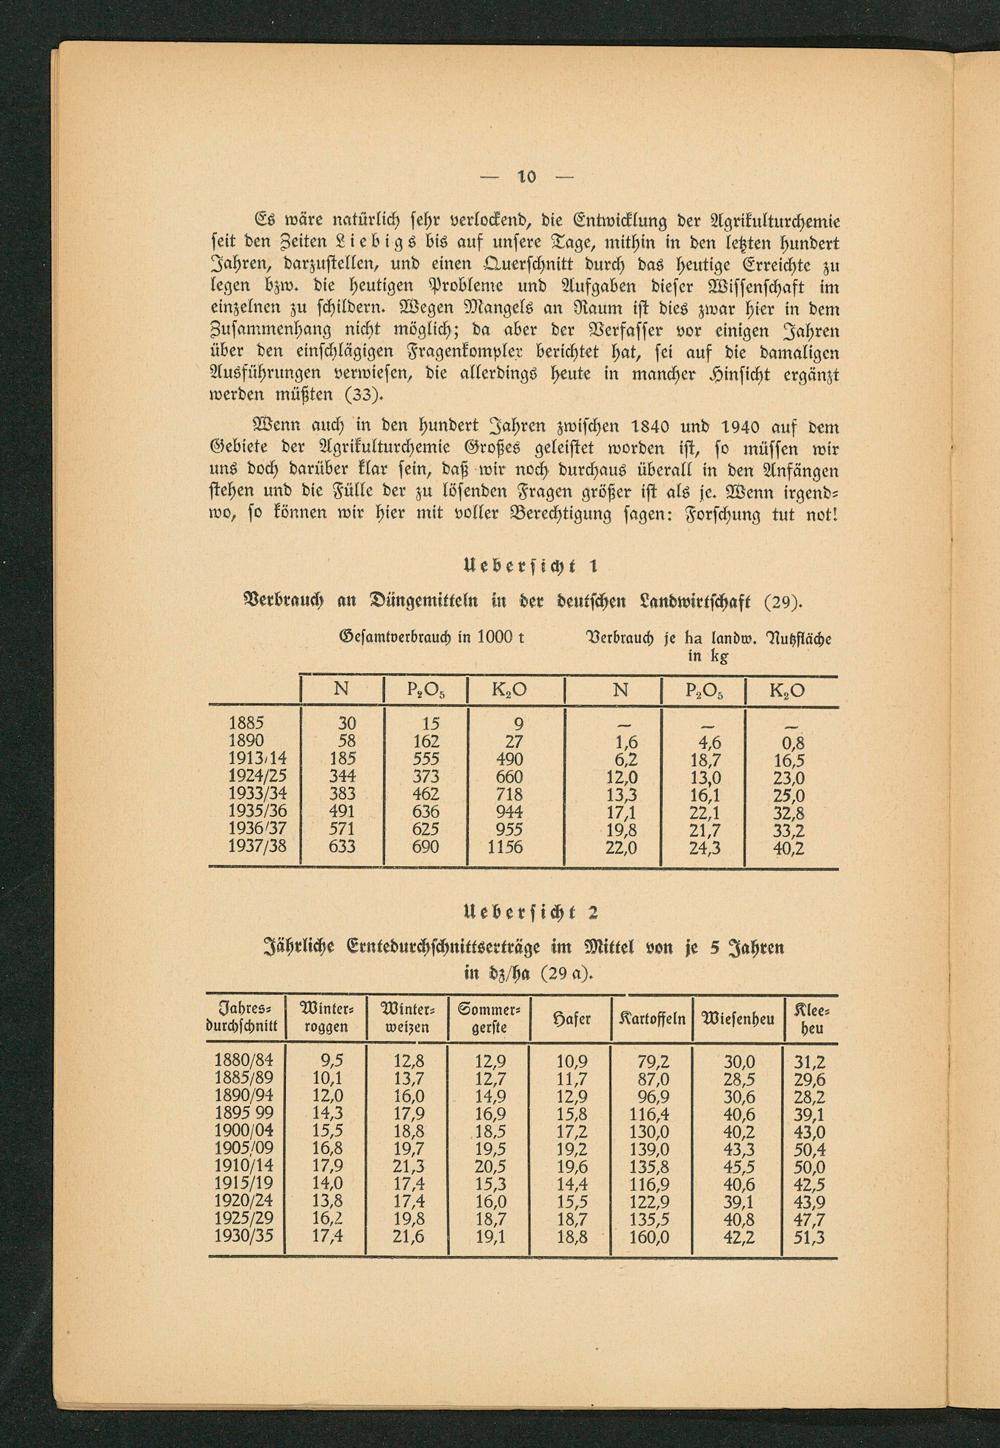 — 10 —
Es wäre natürlich sehr verlockend, die Entwicklung der Agrikulturchemie
seit den Zeiten Liebigs bis auf unsere Tage, mithin in den letzten hundert
Jahren, darzustellen, und einen Querschnitt durch das heutige Erreichte zu
legen bzw. die heutigen Probleme und Aufgaben dieser Wissenschaft im
einzelnen zu schildern. Wegen Mangels an Raum ist dies zwar hier in dem
Zusammenhang nicht möglich; da aber der Verfasser vor einigen Jahren
über den einschlägigen Fragenkomplex berichtet hat, sei auf die damaligen
Ausführungen verwiesen, die allerdings heute in mancher Hinsicht ergänzt
werden müßten (33).
Wenn auch in den hundert Jahren zwischen 1840 und 1940 auf dem
Gebiete der Agrikulturchemie Großes geleistet worden ist, so müssen wir
uns doch darüber klar sein, daß wir noch durchaus überall in den Anfängen
stehen und die Fülle der zu lösenden Fragen größer ist als je. Wenn irgend-
wo, so können wir hier mit voller Berechtigung sagen: Forschung tut not!
Uebersicht 1
Verbrauch an Düngemitteln in der deutschen Landwirtschaft (29).
Gesamtverbrauch in 1000 t Verbrauch je ha landw. Nutzfläche
in kg
N P₂O₅ K₂O N P₂O₅ K₂O
1885 30 15 9 — — —
1890 58 162 27 1,6 4,6 0,8
1913/14 185 555 490 6,2 18,7 16,5
1924/25 344 373 660 12,0 13,0 23,0
1933/34 383 462 718 13,3 16,1 25,0
1935/36 491 636 944 17,1 22,1 32,8
1936/37 571 625 955 19,8 21,7 33,2
1937/38 633 690 1156 22,0 24,3 40,2
Uebersicht 2
Jährliche Erntedurchschnittserträge im Mittel von je 5 Jahren
in dz/ha (29 a).
Jahres- Winter- Winter- Sommer- Hafer Kartoffeln Wiesenheu Klee-
durchschnitt roggen weizen gerste heu
1880/84 9,5 12,8 12,9 10,9 79,2 30,0 31,2
1885/89 10,1 13,7 12,7 11,7 87,0 28,5 29,6
1890/94 12,0 16,0 14,9 12,9 96,9 30,6 28,2
1895 99 14,3 17,9 16,9 15,8 116,4 40,6 39,1
1900/04 15,5 18,8 18,5 17,2 130,0 40,2 43,0
1905/09 16,8 19,7 19,5 19,2 139,0 43,3 50,4
1910/14 17,9 21,3 20,5 19,6 135,8 45,5 50,0
1915/19 14,0 17,4 15,3 14,4 116,9 40,6 42,5
1920/24 13,8 17,4 16,0 15,5 122,9 39,1 43,9
1925/29 16,2 19,8 18,7 18,7 135,5 40,8 47,7
1930/35 17,4 21,6 19,1 18,8 160,0 42,2 51,3